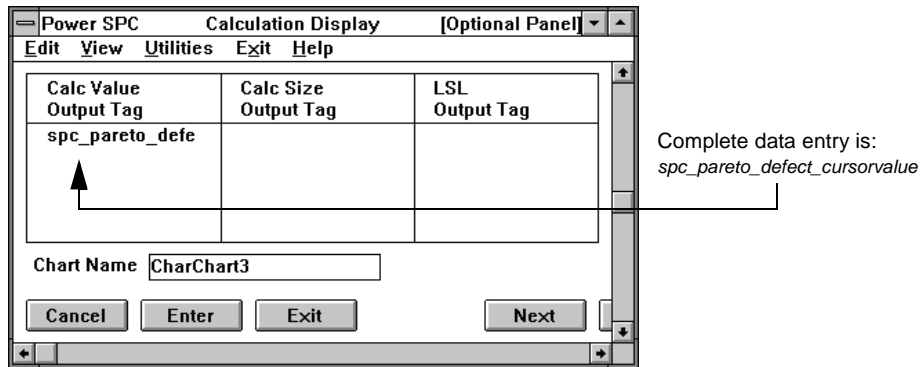 Power SPC Calculation Display [Optional Panel]
Edit View Utilities Exit Help
Calc Value Calc Size LSL
Output Tag Output Tag Output Tag
spc_pareto_defe
Complete data entry is:
spc_pareto_defect_cursorvalue
Chart Name CharChart3
Cancel Enter Exit Next